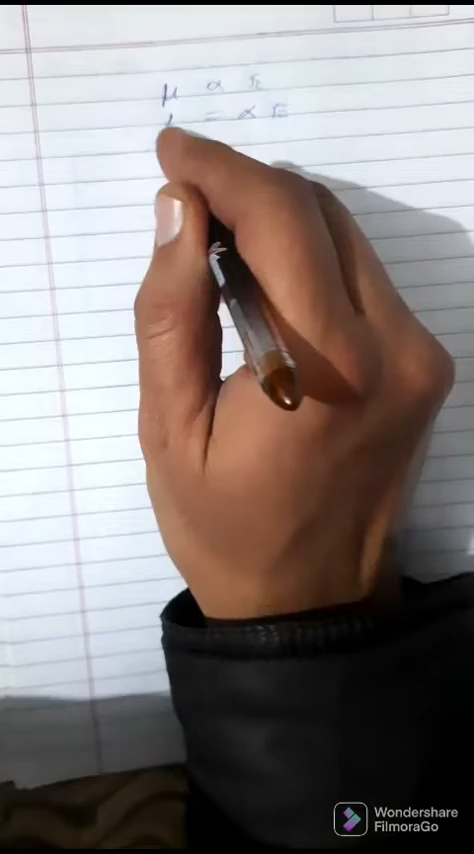 μ ∝ E
= ∝ E
Wondershare
FilmoraGo